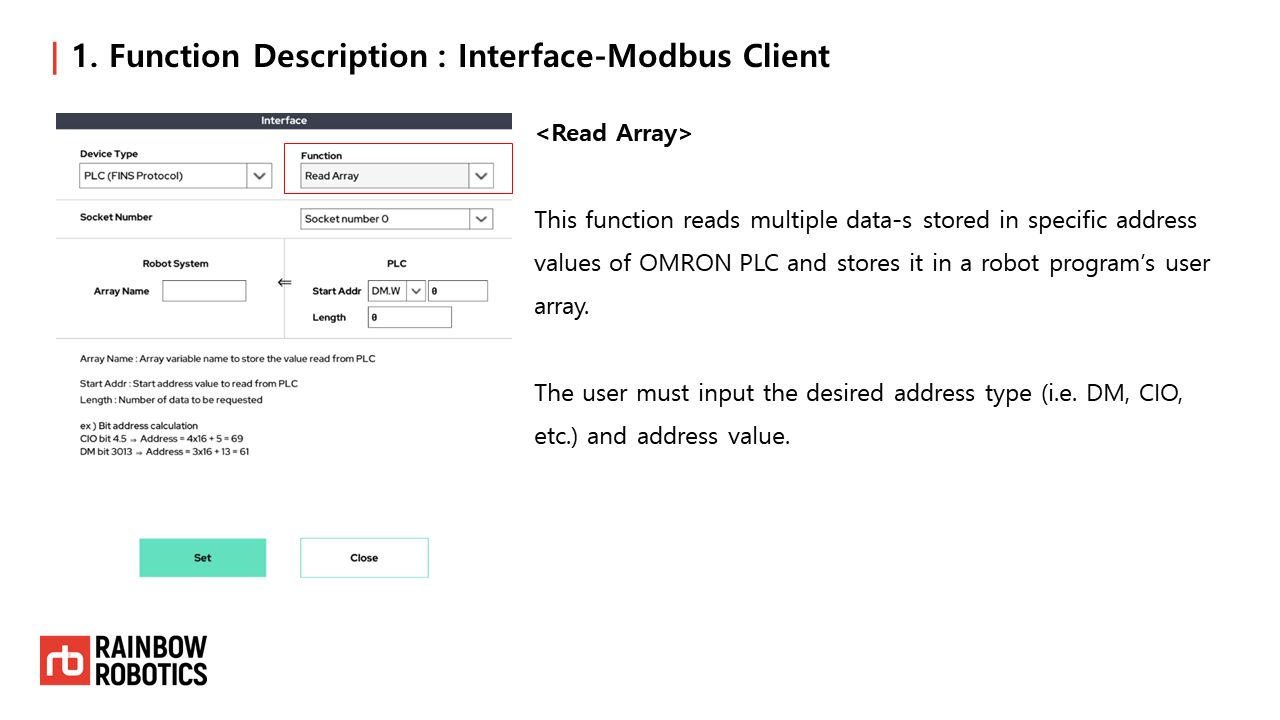 1. Function Description : Interface-Modbus Client
Interface
Device Type
Function
PLC (FINS Protocol)
Read Array
Socket Number
Socket number 0
Robot System
PLC
Array Name
⇐
Start Addr
DM.W
0
Length
0
Array Name : Array variable name to store the value read from PLC
Start Addr : Start address value to read from PLC
Length : Number of data to be requested
ex ) Bit address calculation
CIO bit 4.5 → Address = 4x16 + 5 = 69
DM bit 3013 → Address = 3x16 + 13 = 61
Set
Close
<Read Array>
This function reads multiple data-s stored in specific address
values of OMRON PLC and stores it in a robot program’s user
array.
The user must input the desired address type (i.e. DM, CIO,
etc.) and address value.
rb
RAINBOW
ROBOTICS